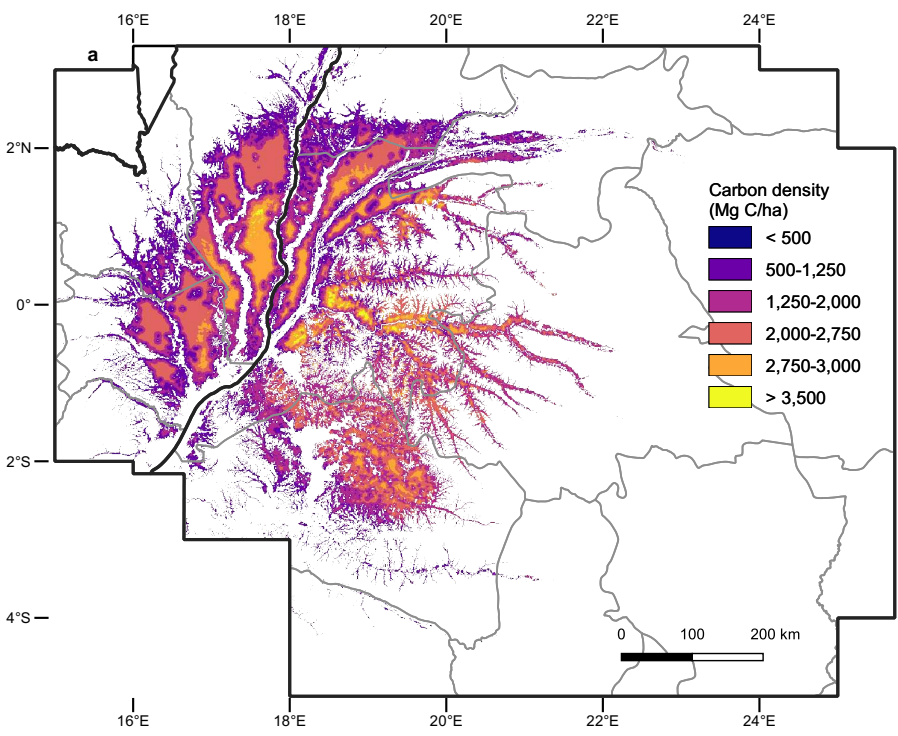 16°E 18°E 20°E 22°E 24°E
a
2°N
0°
2°S
4°S
Carbon density
(Mg C/ha)
< 500
500-1,250
1,250-2,000
2,000-2,750
2,750-3,000
> 3,500
0 100 200 km
16°E 18°E 20°E 22°E 24°E